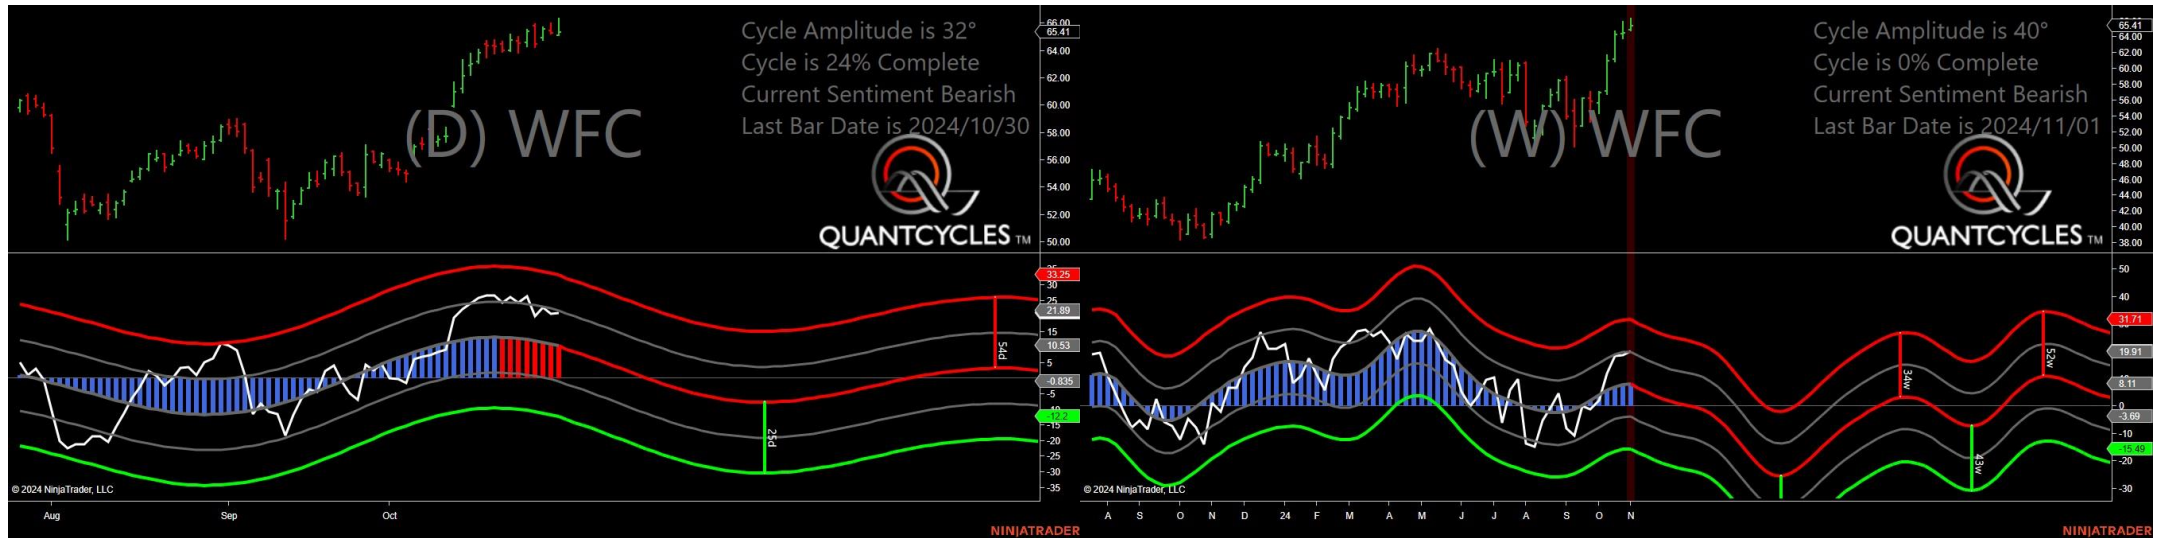 Cycle Amplitude is 32°
Cycle is 24% Complete
Current Sentiment Bearish
Last Bar Date is 2024/10/30
(D) WFC
QUANTCYCLES TM
66.00
65.41
64.00
62.00
60.00
58.00
56.00
54.00
52.00
50.00
33.25
30
25
21.89
15
10.53
5
-0.835
-5
-12.2
-15
-20
-25
-30
-35
54d
25d
© 2024 NinjaTrader, LLC
Aug Sep Oct
NINJATRADER
Cycle Amplitude is 40°
Cycle is 0% Complete
Current Sentiment Bearish
Last Bar Date is 2024/11/01
(W) WFC
QUANTCYCLES TM
65.41
64.00
62.00
60.00
58.00
56.00
54.00
52.00
50.00
48.00
46.00
44.00
42.00
40.00
38.00
50
40
31.71
19.91
8.11
0
-3.69
-10
-15.49
-20
-30
34w
52w
43w
© 2024 NinjaTrader, LLC
A S O N D 24 F M A M J J A S O N
NINJATRADER